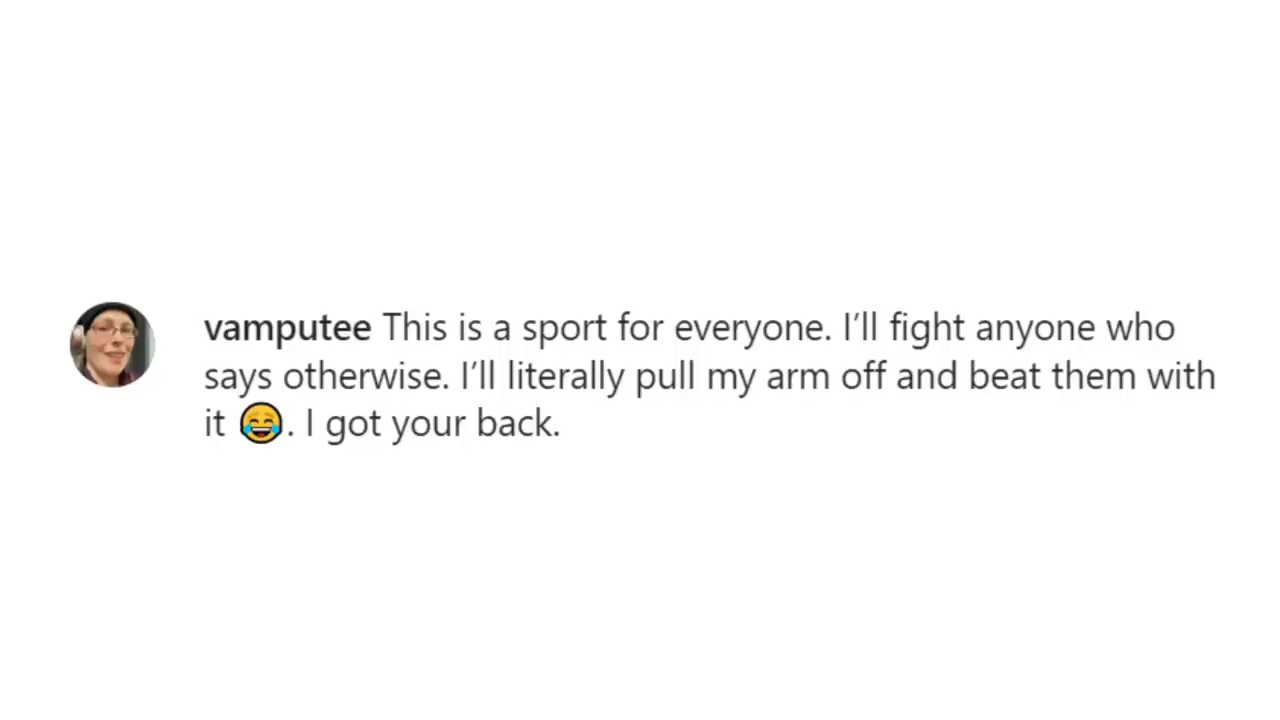 vamputee This is a sport for everyone. I’ll fight anyone who
says otherwise. I’ll literally pull my arm off and beat them with
it 😂. I got your back.